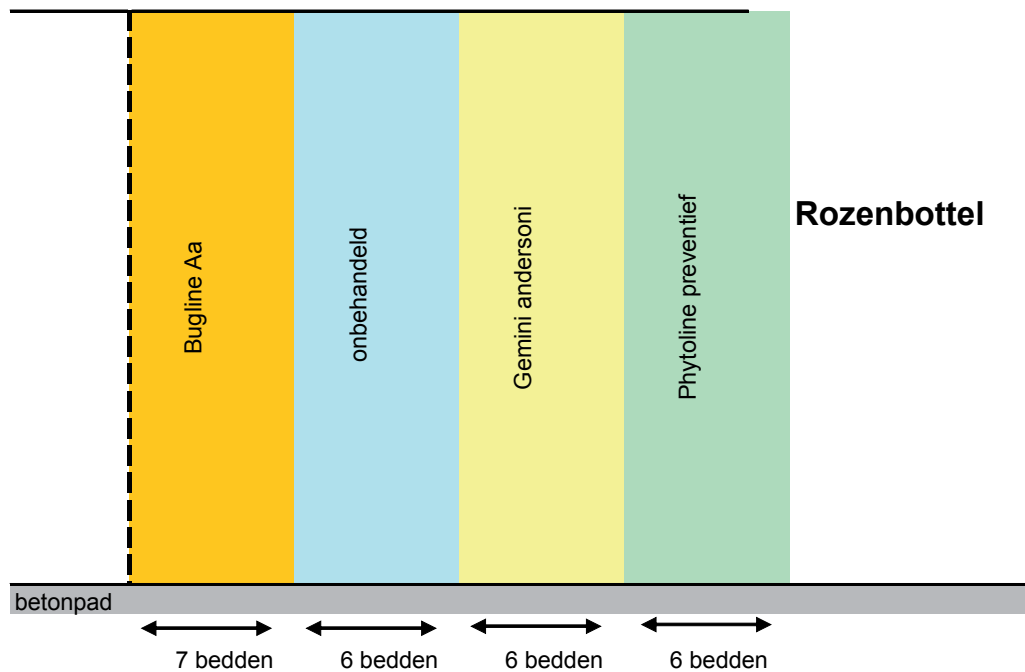 Bugline Aa
onbehandeld
Gemini andersoni
Phytoline preventief
Rozenbottel
betonpad
7 bedden
6 bedden
6 bedden
6 bedden